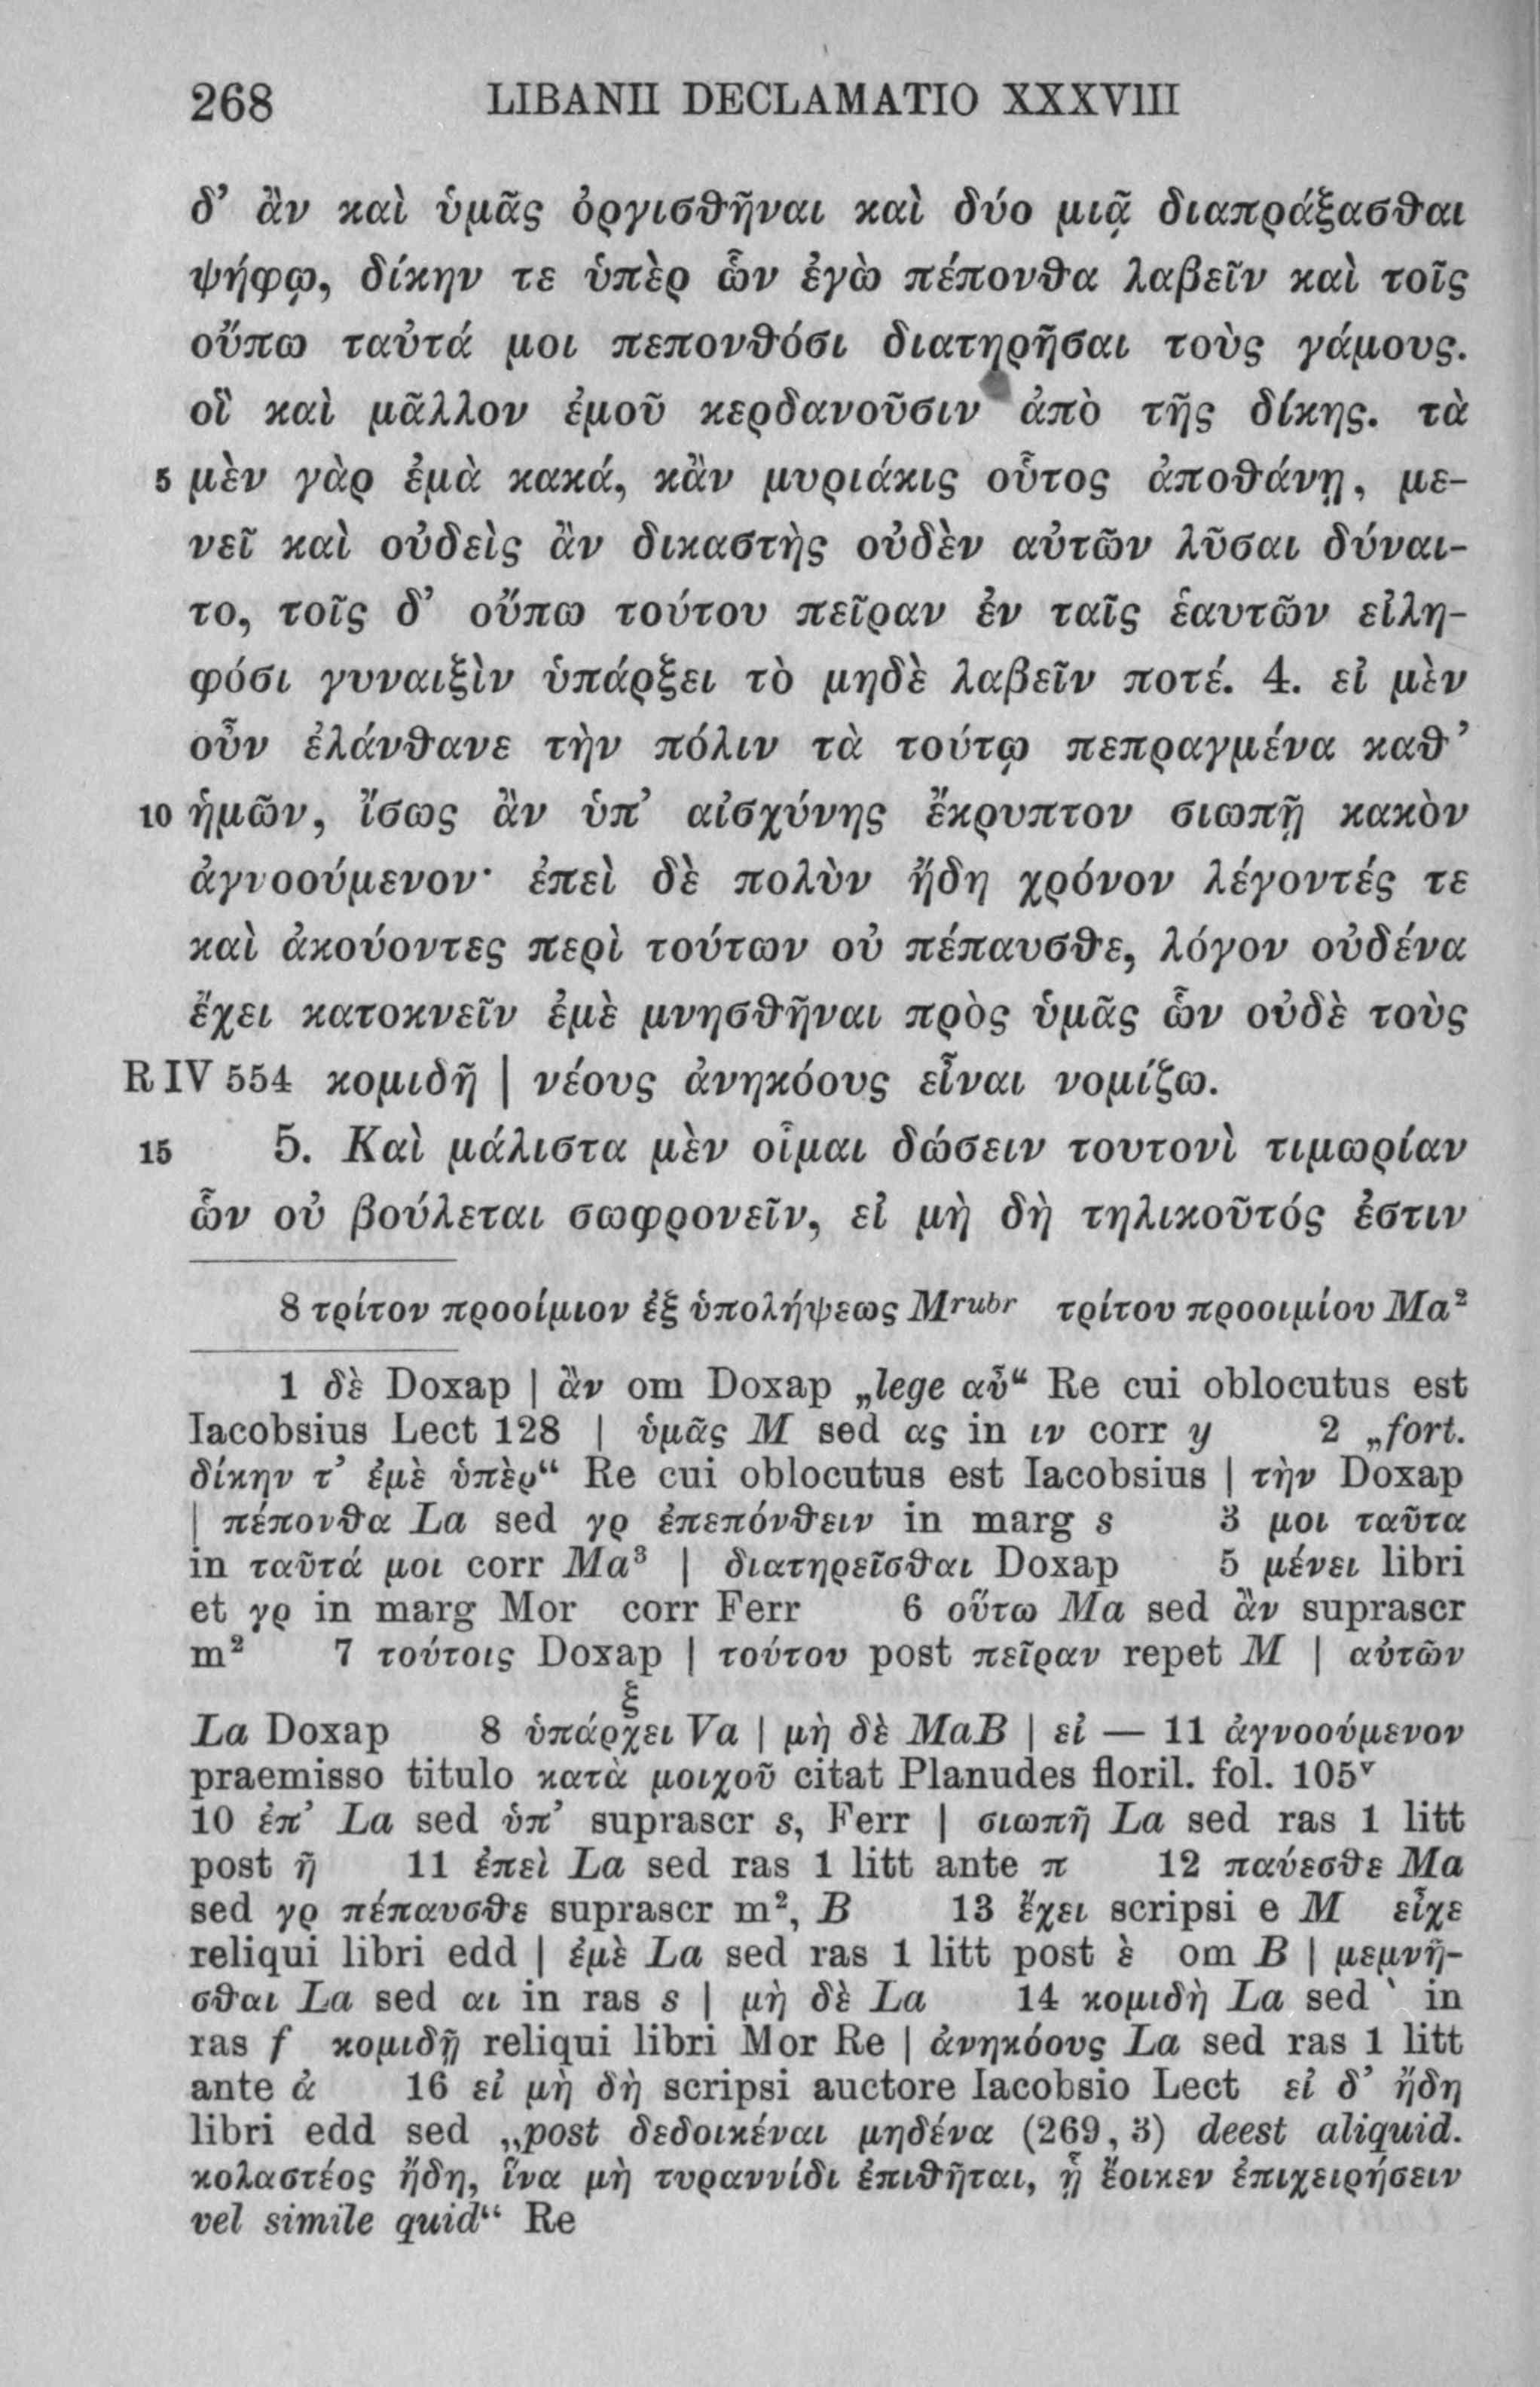 268 LIBANII DECLAMATIO XXXVIII
δ’ ἂν καὶ ὑμᾶς ὀργισθῆναι καὶ δύο μιᾷ διαπράξασθαι
ψήφῳ, δίκην τε ὑπὲρ ὧν ἐγὼ πέπονθα λαβεῖν καὶ τοῖς
οὔπω ταὐτά μοι πεπονθόσι διατηρῆσαι τοὺς γάμους.
οἳ καὶ μᾶλλον ἐμοῦ κερδανοῦσιν ἀπὸ τῆς δίκης. τὰ
5 μὲν γὰρ ἐμὰ κακά, κἂν μυριάκις οὗτος ἀποθάνῃ, με-
νεῖ καὶ οὐδεὶς ἂν δικαστὴς οὐδὲν αὐτῶν λῦσαι δύναι-
το, τοῖς δ’ οὔπω τούτου πεῖραν ἐν ταῖς ἑαυτῶν εἰλη-
φόσι γυναιξὶν ὑπάρξει τὸ μηδὲ λαβεῖν ποτέ. 4. εἰ μὲν
οὖν ἐλάνθανε τὴν πόλιν τὰ τούτῳ πεπραγμένα καθ’
10 ἡμῶν, ἴσως ἂν ὑπ’ αἰσχύνης ἔκρυπτον σιωπῇ κακὸν
ἀγνοούμενον· ἐπεὶ δὲ πολὺν ἤδη χρόνον λέγοντές τε
καὶ ἀκούοντες περὶ τούτων οὐ πέπαυσθε, λόγον οὐδένα
ἔχει κατοκνεῖν ἐμὲ μνησθῆναι πρὸς ὑμᾶς ὧν οὐδὲ τοὺς
R IV 554 κομιδῆ | νέους ἀνηκόους εἶναι νομίζω.
15 5. Καὶ μάλιστα μὲν οἶμαι δώσειν τουτονὶ τιμωρίαν
ὧν οὐ βούλεται σωφρονεῖν, εἰ μὴ δὴ τηλικοῦτός ἐστιν
8 τρίτον προοίμιον ἐξ ὑπολήψεως Mrubr τρίτου προοιμίου Ma²
1 δὲ Doxap | ἂν om Doxap „lege αὖ“ Re cui oblocutus est
Iacobsius Lect 128 | ὑμᾶς M sed ας in ιν corr y 2 „fort.
δίκην τ’ ἐμὲ ὑπὲρ“ Re cui oblocutus est Iacobsius | τὴν Doxap
| πέπονθα La sed γρ ἐπεπόνθειν in marg s 3 μοι ταῦτα
in ταῦτά μοι corr Ma³ | διατηρεῖσθαι Doxap 5 μένει libri
et γρ in marg Mor corr Ferr 6 οὔτω Ma sed ἂν suprascr
m² 7 τούτοις Doxap | τούτου post πεῖραν repet M | αὐτῶν
ξ
La Doxap 8 ὑπάρχει Va | μὴ δὲ MaB | εἰ — 11 ἀγνοούμενον
praemisso titulo κατὰ μοιχοῦ citat Planudes floril. fol. 105ᵛ
10 ἐπ’ La sed ὑπ’ suprascr s, Ferr | σιωπῆ La sed ras 1 litt
post ῆ 11 ἐπεὶ La sed ras 1 litt ante π 12 παύεσθε Ma
sed γρ πέπαυσθε suprascr m², B 13 ἔχει scripsi e M εἶχε
reliqui libri edd | ἐμὲ La sed ras 1 litt post ὲ om B | μεμνῆ-
σθαι La sed αι in ras s | μὴ δὲ La 14 κομιδὴ La sed ` in
ras f κομιδῇ reliqui libri Mor Re | ἀνηκόους La sed ras 1 litt
ante ἀ 16 εἰ μὴ δὴ scripsi auctore Iacobsio Lect εἰ δ’ ἤδη
libri edd sed „post δεδοικέναι μηδένα (269, 3) deest aliquid.
κολαστέος ἤδη, ἵνα μὴ τυραννίδι ἐπιθῆται, ᾗ ἔοικεν ἐπιχειρήσειν
vel simile quid“ Re